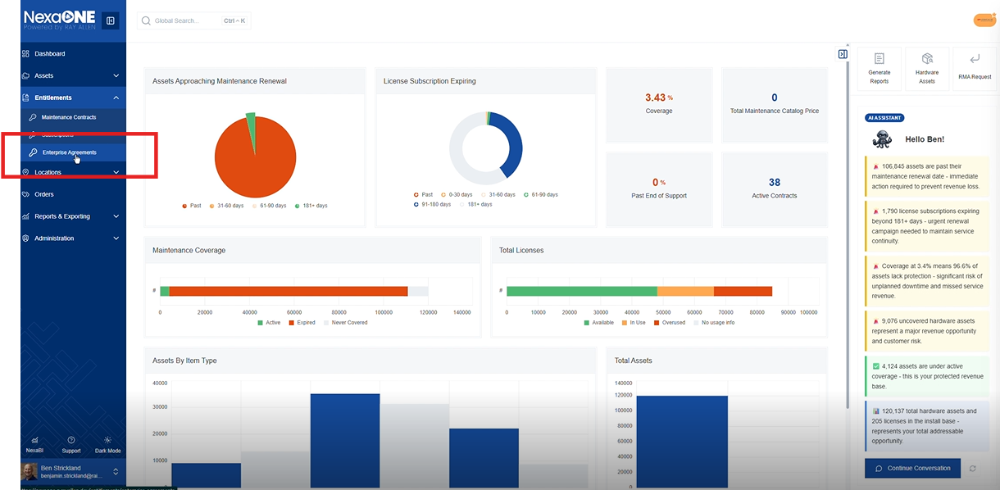 NexaONE
Powered by RAY ALLEN
Global Search...
Ctrl ^ K
Dashboard
Assets
Entitlements
Maintenance Contracts
Subscriptions
Enterprise Agreements
Locations
Orders
Reports & Exporting
Administration
NexaBI
Support
Dark Mode
Ben Strickland
benjamin.strickland@rai...
Assets Approaching Maintenance Renewal
Past
31-60 days
61-90 days
181+ days
License Subscription Expiring
Past
0-30 days
31-60 days
61-90 days
91-180 days
181+ days
3.43 %
Coverage
0
Total Maintenance Catalog Price
0 %
Past End of Support
38
Active Contracts
Maintenance Coverage
#
0 20000 40000 60000 80000 100000 120000 140000
Active
Expired
Never Covered
Total Licenses
#
0 10000 20000 30000 40000 50000 60000 70000 80000 90000 100000
Available
In Use
Overused
No usage info
Assets By Item Type
40000
30000
20000
10000
Total Assets
140000
120000
100000
80000
60000
40000
20000
0
Generate
Reports
Hardware
Assets
RMA Request
AI ASSISTANT
Hello Ben!
106,845 assets are past their
maintenance renewal date - immediate
action required to prevent revenue loss.
1,790 license subscriptions expiring
beyond 181+ days - urgent renewal
campaign needed to maintain service
continuity.
Coverage at 3.4% means 96.6% of
assets lack protection - significant risk of
unplanned downtime and missed service
revenue.
9,076 uncovered hardware assets
represent a major revenue opportunity
and customer risk.
4,124 assets are under active
coverage - this is your protected revenue
base.
120,137 total hardware assets and
205 licenses in the install base -
represents your total addressable
opportunity.
Continue Conversation